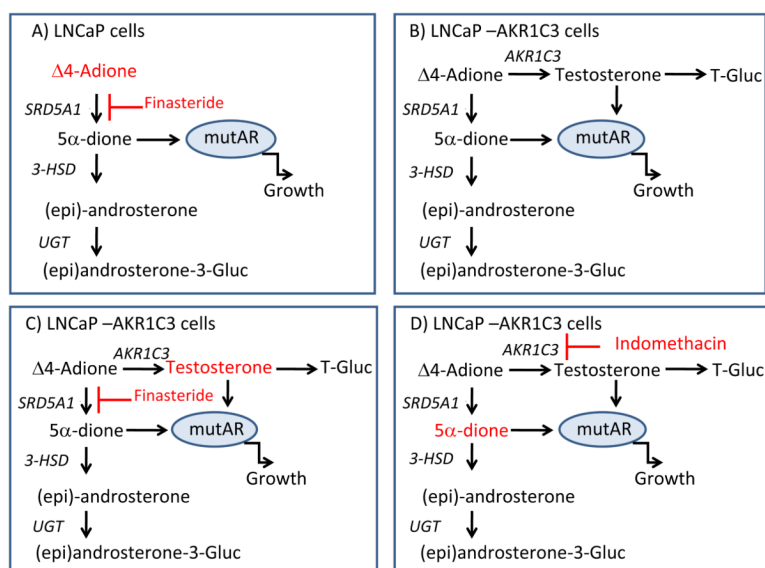 A) LNCaP cells
Δ4-Adione
SRD5A1
Finasteride
5α-dione
mutAR
3-HSD
Growth
(epi)-androsterone
UGT
(epi)androsterone-3-Gluc
B) LNCaP –AKR1C3 cells
AKR1C3
Δ4-Adione
Testosterone
T-Gluc
SRD5A1
5α-dione
mutAR
3-HSD
Growth
(epi)-androsterone
UGT
(epi)androsterone-3-Gluc
C) LNCaP –AKR1C3 cells
AKR1C3
Δ4-Adione
Testosterone
T-Gluc
SRD5A1
Finasteride
5α-dione
mutAR
3-HSD
Growth
(epi)-androsterone
UGT
(epi)androsterone-3-Gluc
D) LNCaP –AKR1C3 cells
AKR1C3
Indomethacin
Δ4-Adione
Testosterone
T-Gluc
SRD5A1
5α-dione
mutAR
3-HSD
Growth
(epi)-androsterone
UGT
(epi)androsterone-3-Gluc